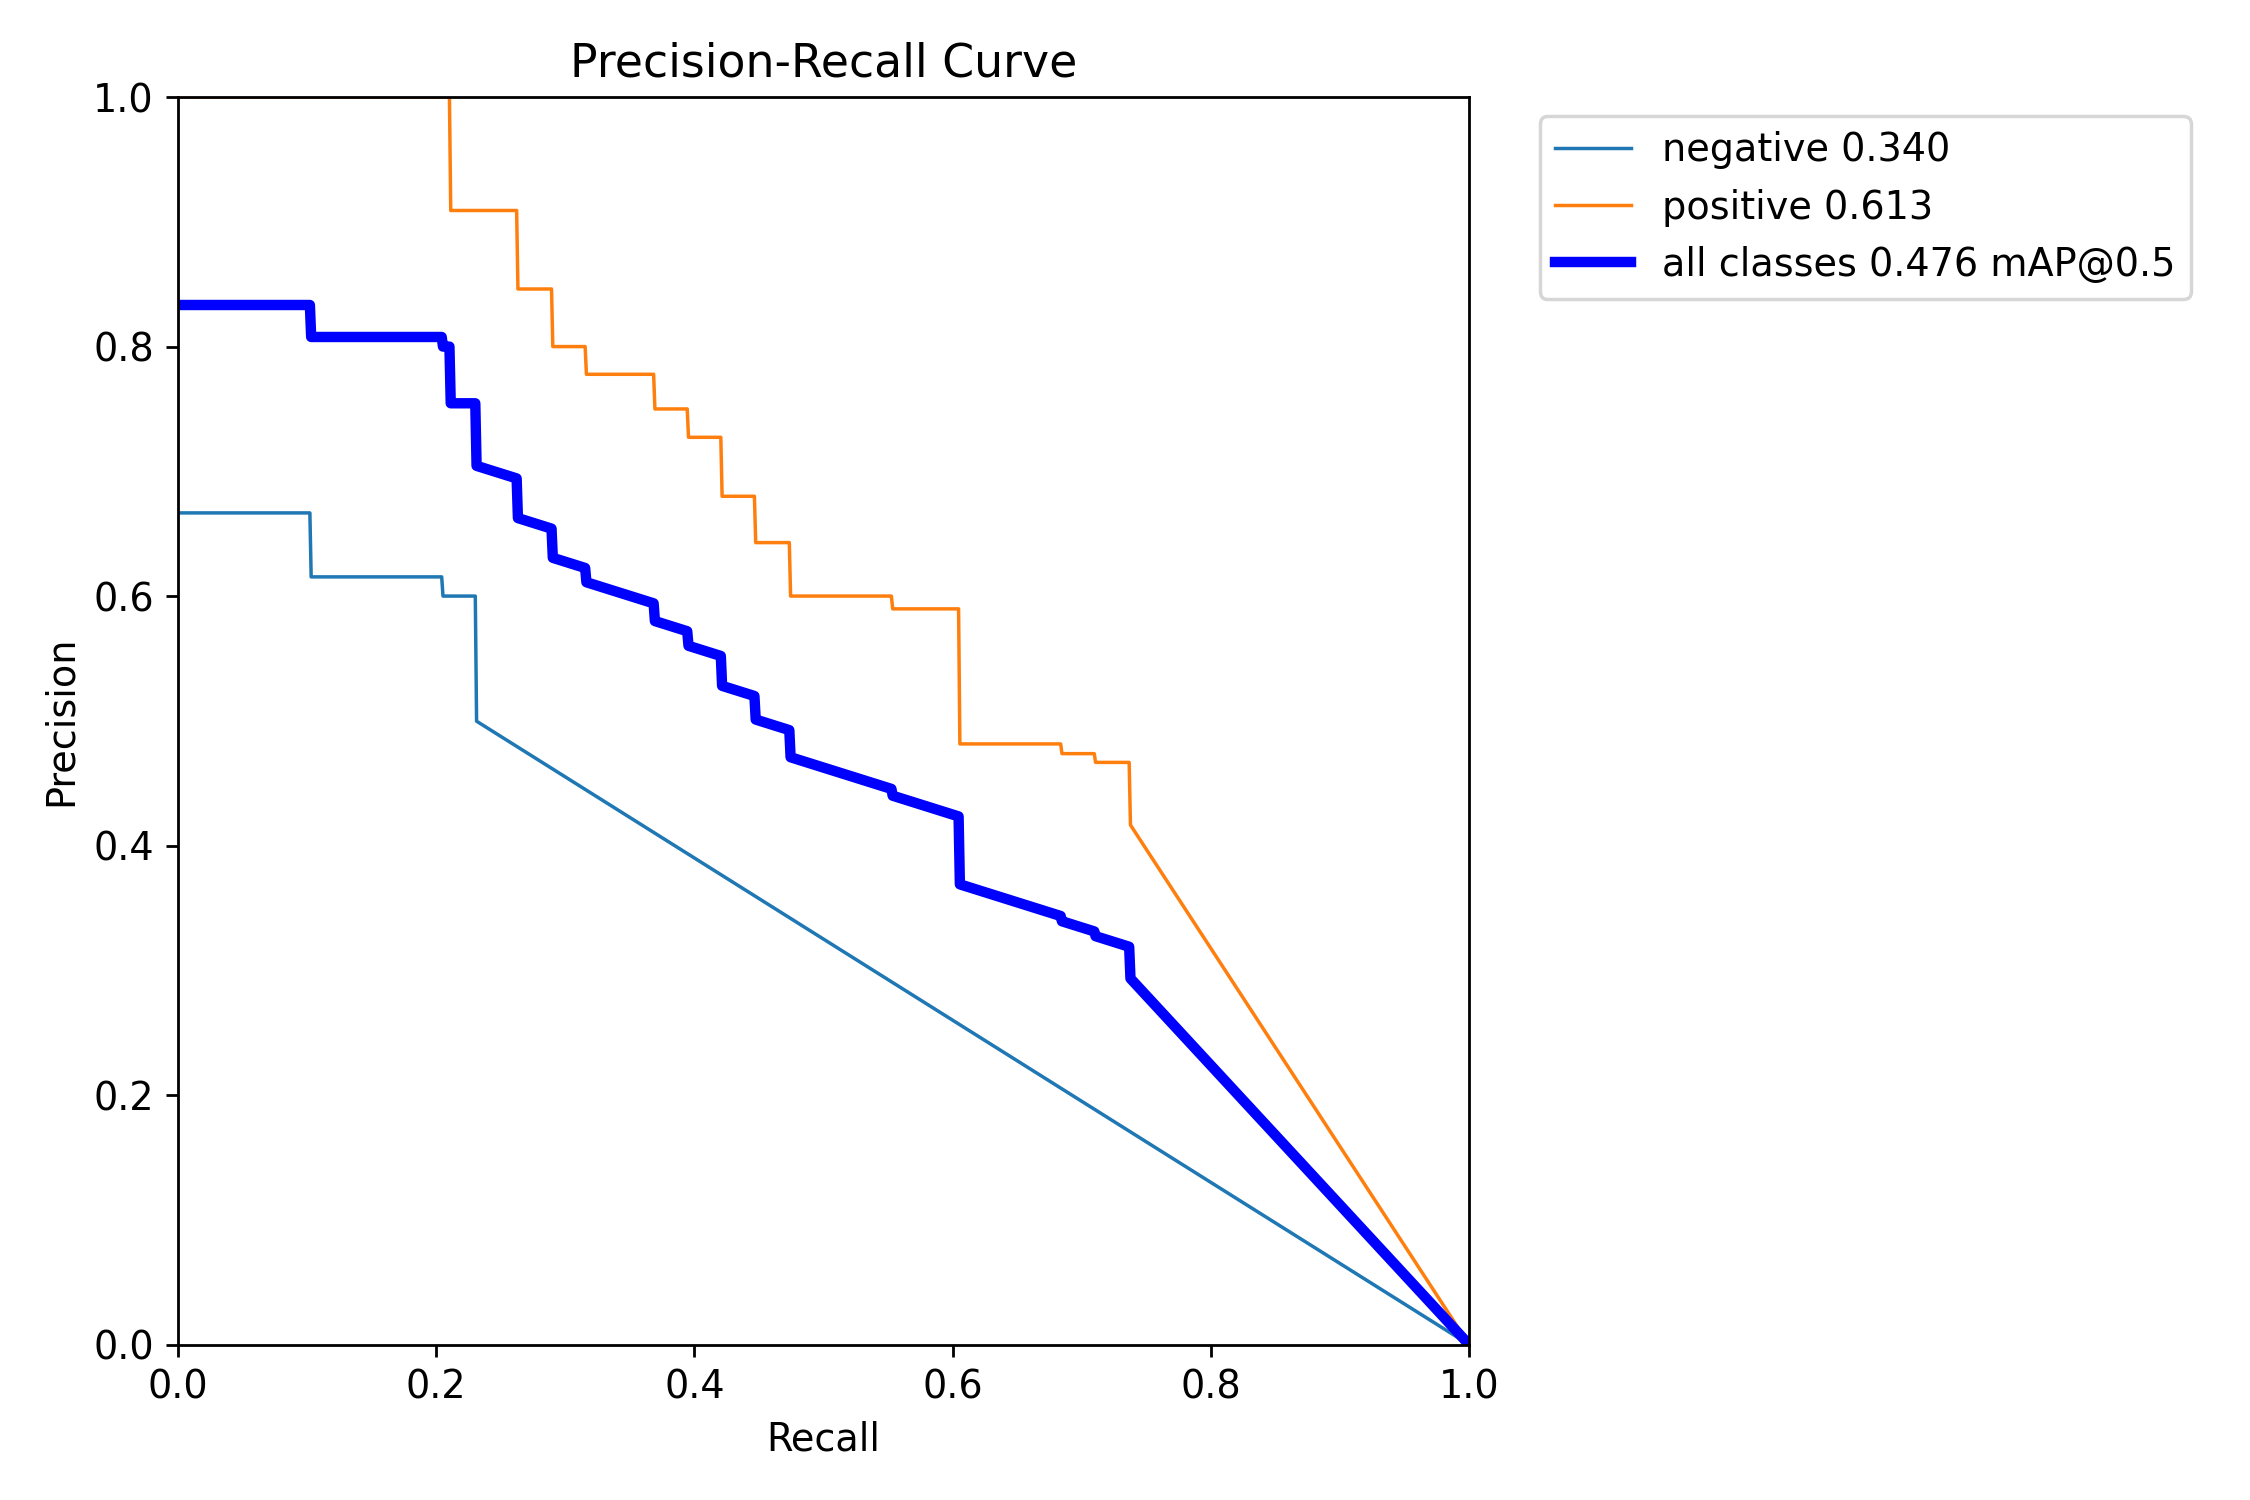 Precision-Recall Curve
1.0
0.8
0.6
0.4
0.2
0.0
Precision
0.0 0.2 0.4 0.6 0.8 1.0
Recall
negative 0.340
positive 0.613
all classes 0.476 mAP@0.5